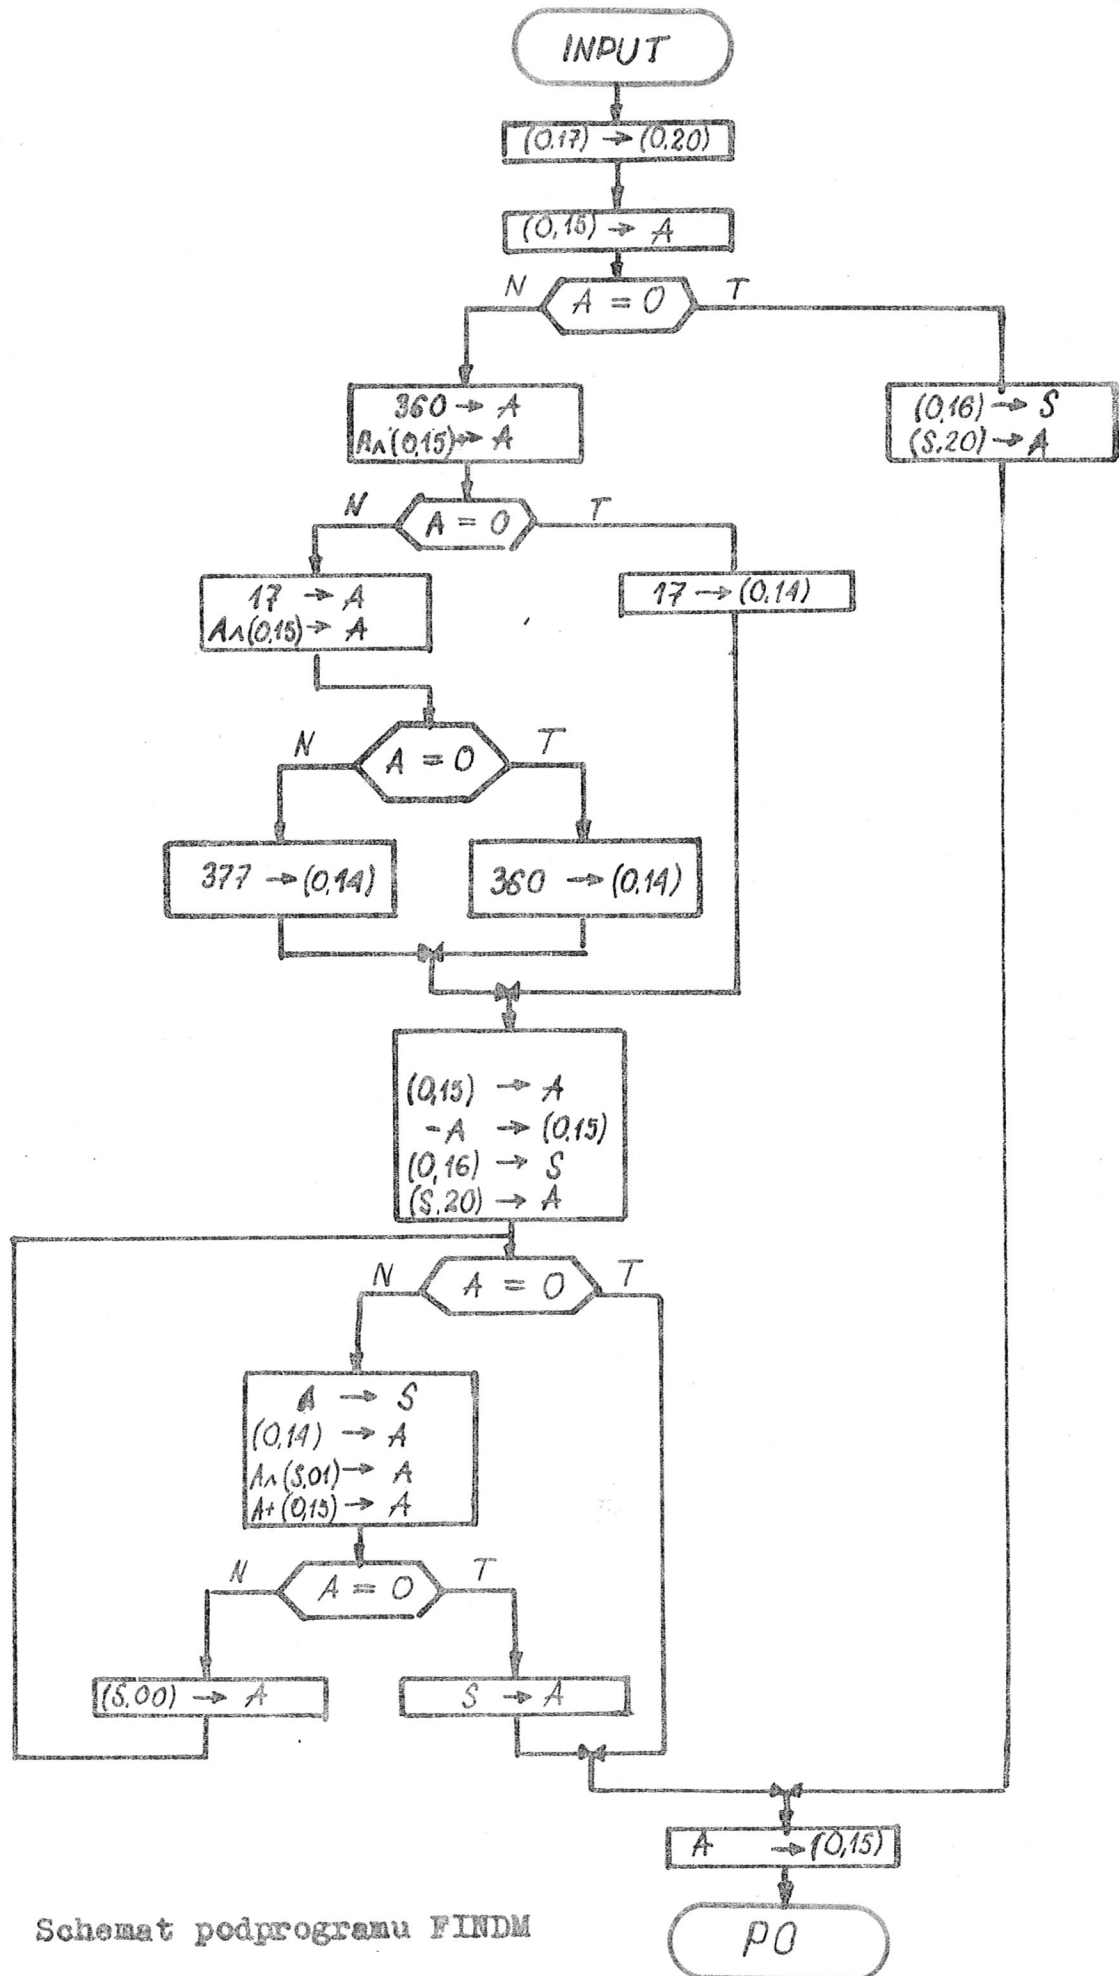 INPUT
(0.17) → (0.20)
(0,15) → A
N A = 0 T
360 → A
A∧(0,15) → A
(0,16) → S
(S,20) → A
N A = 0 T
17 → A
A∧(0,15) → A
17 → (0,14)
N A = 0 T
377 → (0,14)
360 → (0,14)
(0,15) → A
-A → (0,15)
(0,16) → S
(S,20) → A
N A = 0 T
A → S
(0,14) → A
A∧(S,01) → A
A+(0,15) → A
N A = 0 T
(S,00) → A
S → A
A → (0,15)
PO
Schemat podprogramu FINDM